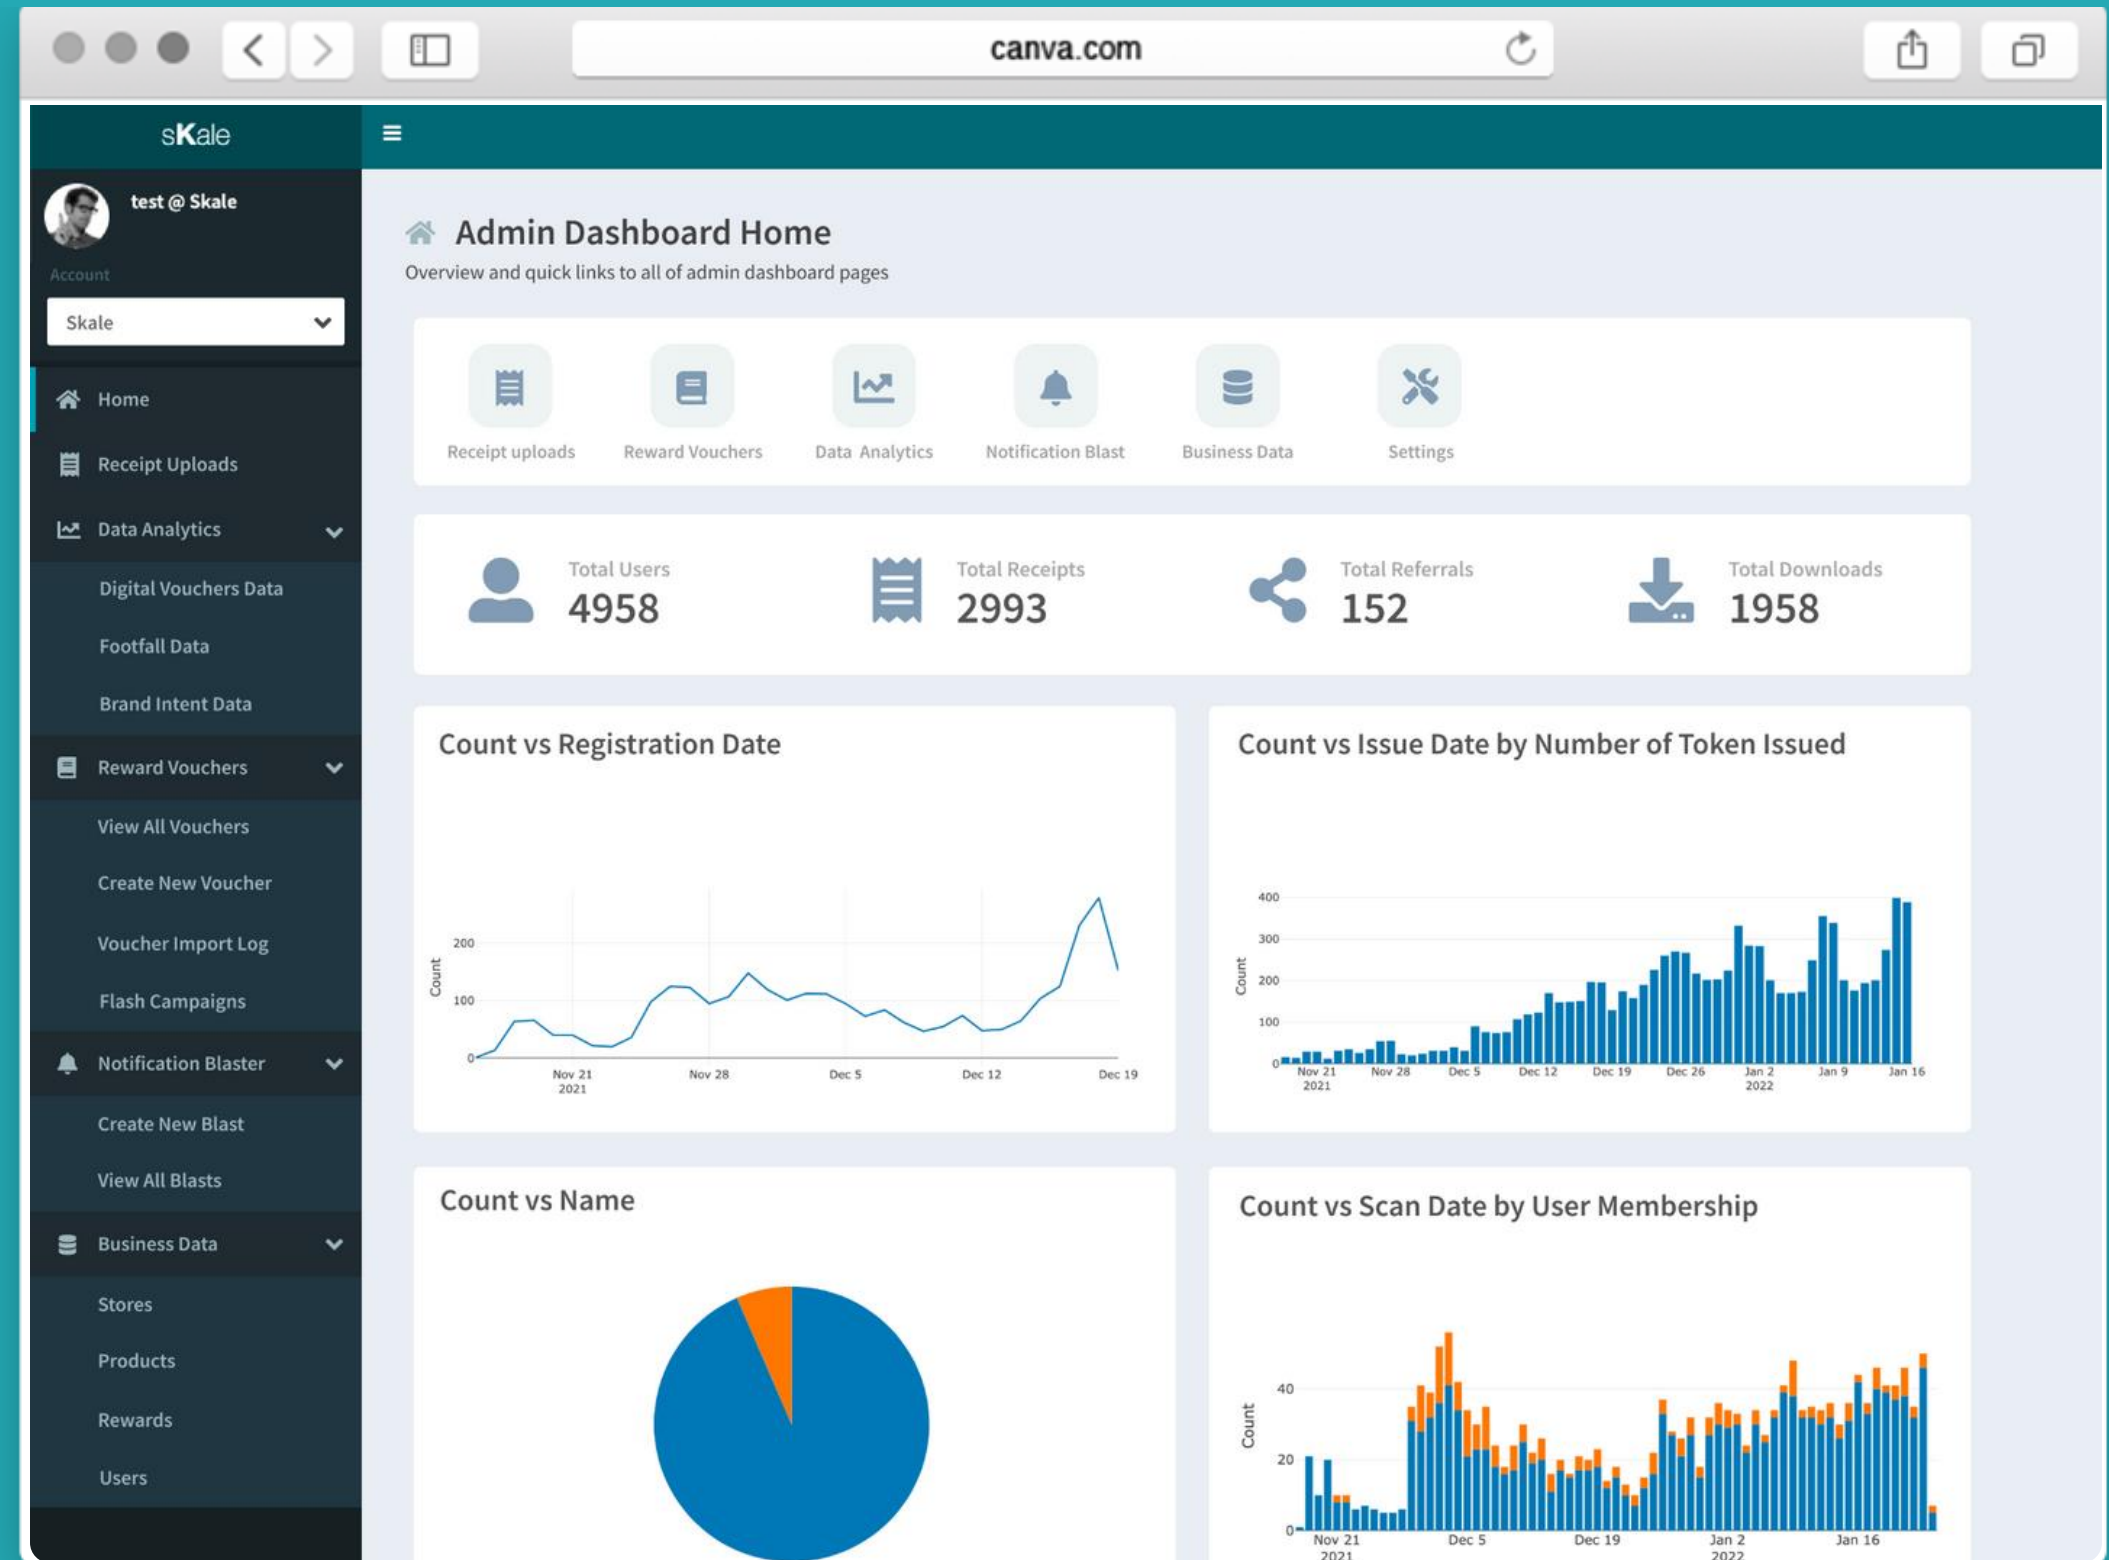 canva.com
sKale
test @ Skale
Account
Skale
Home
Receipt Uploads
Data Analytics
Digital Vouchers Data
Footfall Data
Brand Intent Data
Reward Vouchers
View All Vouchers
Create New Voucher
Voucher Import Log
Flash Campaigns
Notification Blaster
Create New Blast
View All Blasts
Business Data
Stores
Products
Rewards
Users
Admin Dashboard Home
Overview and quick links to all of admin dashboard pages
Receipt uploads Reward Vouchers Data Analytics Notification Blast Business Data Settings
Total Users Total Receipts Total Referrals Total Downloads
4958 2993 152 1958
Count vs Registration Date
200
100
0
Count
Nov 21 Nov 28 Dec 5 Dec 12 Dec 19
2021
Count vs Issue Date by Number of Token Issued
400
300
200
100
0
Count
Nov 21 Nov 28 Dec 5 Dec 12 Dec 19 Dec 26 Jan 2 Jan 9 Jan 16
2021 2022
Count vs Name
Count vs Scan Date by User Membership
40
20
0
Count
Nov 21 Dec 5 Dec 19 Jan 2 Jan 16
2021 2022